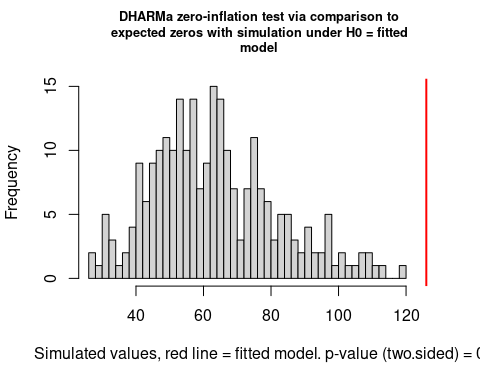 DHARMa zero-inflation test via comparison to
expected zeros with simulation under H0 = fitted
model
Frequency
15
10
5
0
40 60 80 100 120
Simulated values, red line = fitted model. p-value (two.sided) =